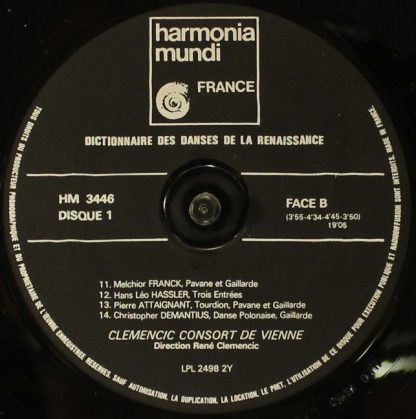 harmonia
mundi
FRANCE
DICTIONNAIRE DES DANSES DE LA RENAISSANCE
HM 3446
DISQUE 1
FACE B
(3'55-4'34-4'45-3'50)
19'05
11. Melchior FRANCK, Pavane et Gaillarde
12. Hans Léo HASSLER, Trois Entrées
13. Pierre ATTAIGNANT, Tourdion, Pavane et Gaillarde
14. Christopher DEMANTIUS, Danse Polonaise, Gaillarde
CLEMENCIC CONSORT DE VIENNE
Direction René Clemencic
LPL 2498 2Y
TOUS DROITS DU PRODUCTEUR PHONOGRAPHIQUE ET DU PROPRIETAIRE DE L'ŒUVRE ENREGISTREE RESERVES. SAUF AUTORISATION, LA DUPLICATION, LA LOCATION, LE PRET, L'UTILISATION DE CE DISQUE POUR EXECUTION PUBLIQUE ET RADIODIFFUSION SONT INTERDITS. MADE IN FRANCE.